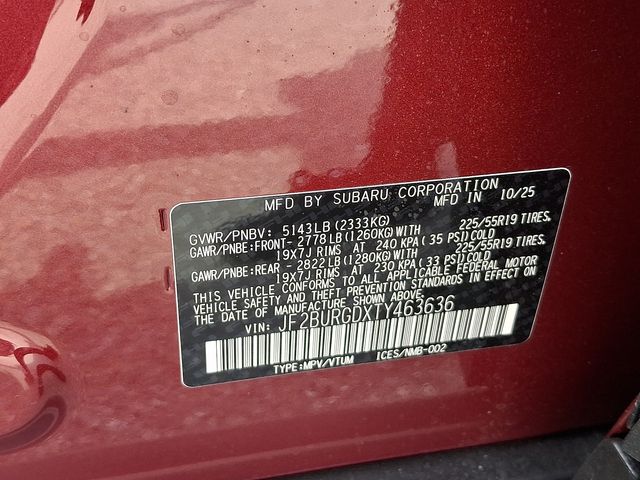 MFD BY SUBARU CORPORATION
MFD IN 10/25
GVWR/PNBV: 5143LB(2333KG)
GAWR/PNBE:FRONT- 2778LB(1260KG)WITH 225/55R19 TIRES,
19X7J RIMS AT 240 KPA(35 PSI)COLD
GAWR/PNBE:REAR - 2822LB(1280KG)WITH 225/55R19 TIRES,
19X7J RIMS AT 230 KPA(33 PSI)COLD
THIS VEHICLE CONFORMS TO ALL APPLICABLE FEDERAL MOTOR
VEHICLE SAFETY AND THEFT PREVENTION STANDARDS IN EFFECT ON
THE DATE OF MANUFACTURE SHOWN ABOVE.
VIN: JF2BURGDXTY463636
TYPE:MPV/VTUM ICES/NMB-002